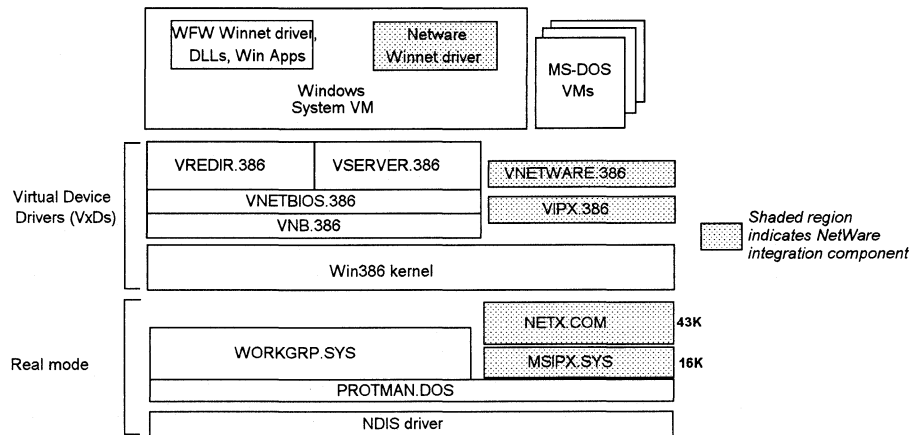 WFW Winnet driver,
DLLs, Win Apps
Netware
Winnet driver
Windows
System VM
MS-DOS
VMs
Virtual Device
Drivers (VxDs)
VREDIR.386
VSERVER.386
VNETBIOS.386
VNB.386
VNETWARE.386
VIPX.386
Win386 kernel
Shaded region
indicates NetWare
integration component
Real mode
WORKGRP.SYS
NETX.COM
43K
MSIPX.SYS
16K
PROTMAN.DOS
NDIS driver